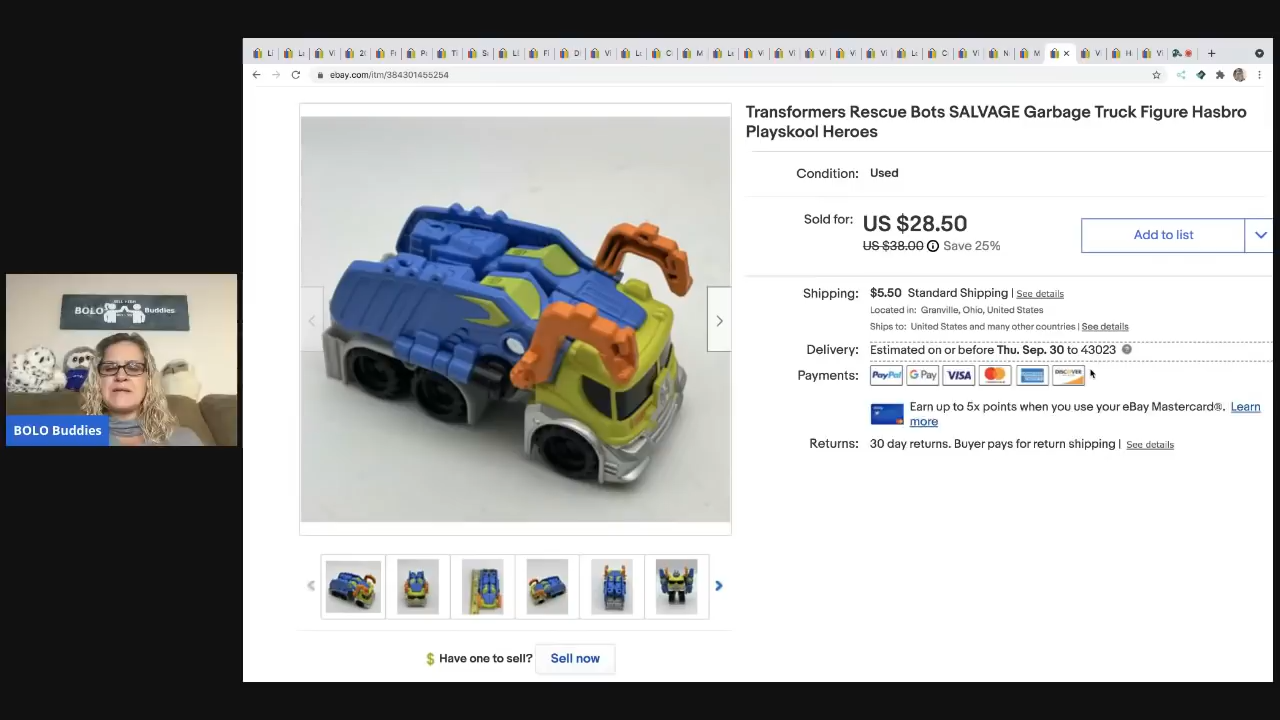 ebay.com/itm/384301455254
Transformers Rescue Bots SALVAGE Garbage Truck Figure Hasbro
Playskool Heroes
Condition: Used
Sold for: US $28.50
US $38.00 Save 25%
Add to list
Shipping: $5.50 Standard Shipping | See details
Located in: Granville, Ohio, United States
Ships to: United States and many other countries | See details
Delivery: Estimated on or before Thu. Sep. 30 to 43023
Payments: PayPal G Pay VISA MasterCard DISCOVER
Earn up to 5x points when you use your eBay Mastercard®. Learn
more
Returns: 30 day returns. Buyer pays for return shipping | See details
BOLO Buddies
BOLO Buddies
$ Have one to sell? Sell now